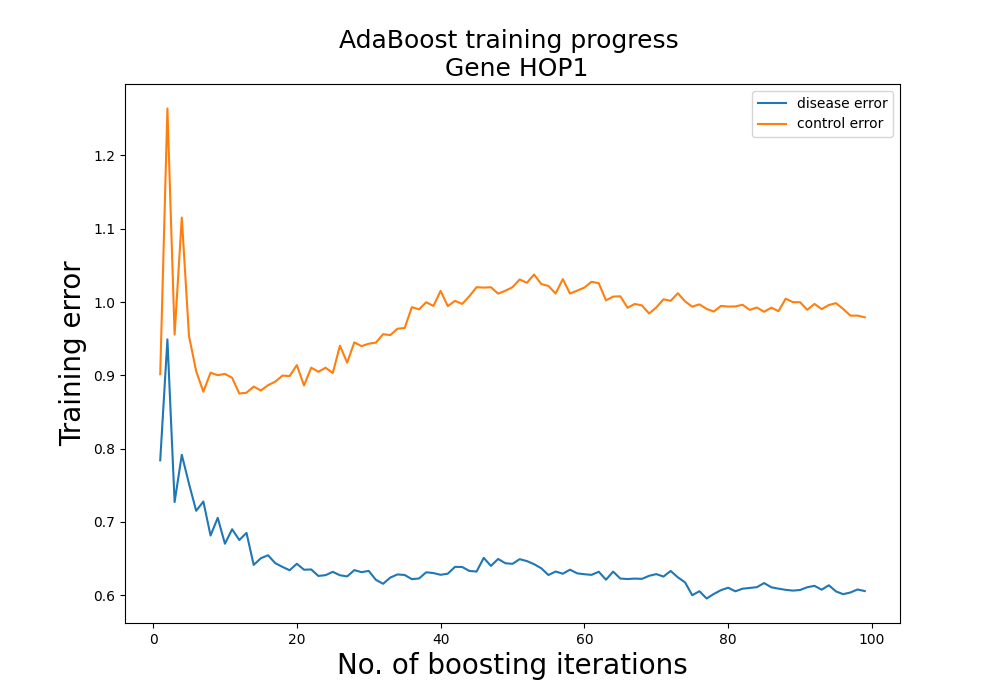 AdaBoost training progress
Gene HOP1
disease error
control error
Training error
1.2
1.1
1.0
0.9
0.8
0.7
0.6
0
20
40
60
80
100
No. of boosting iterations